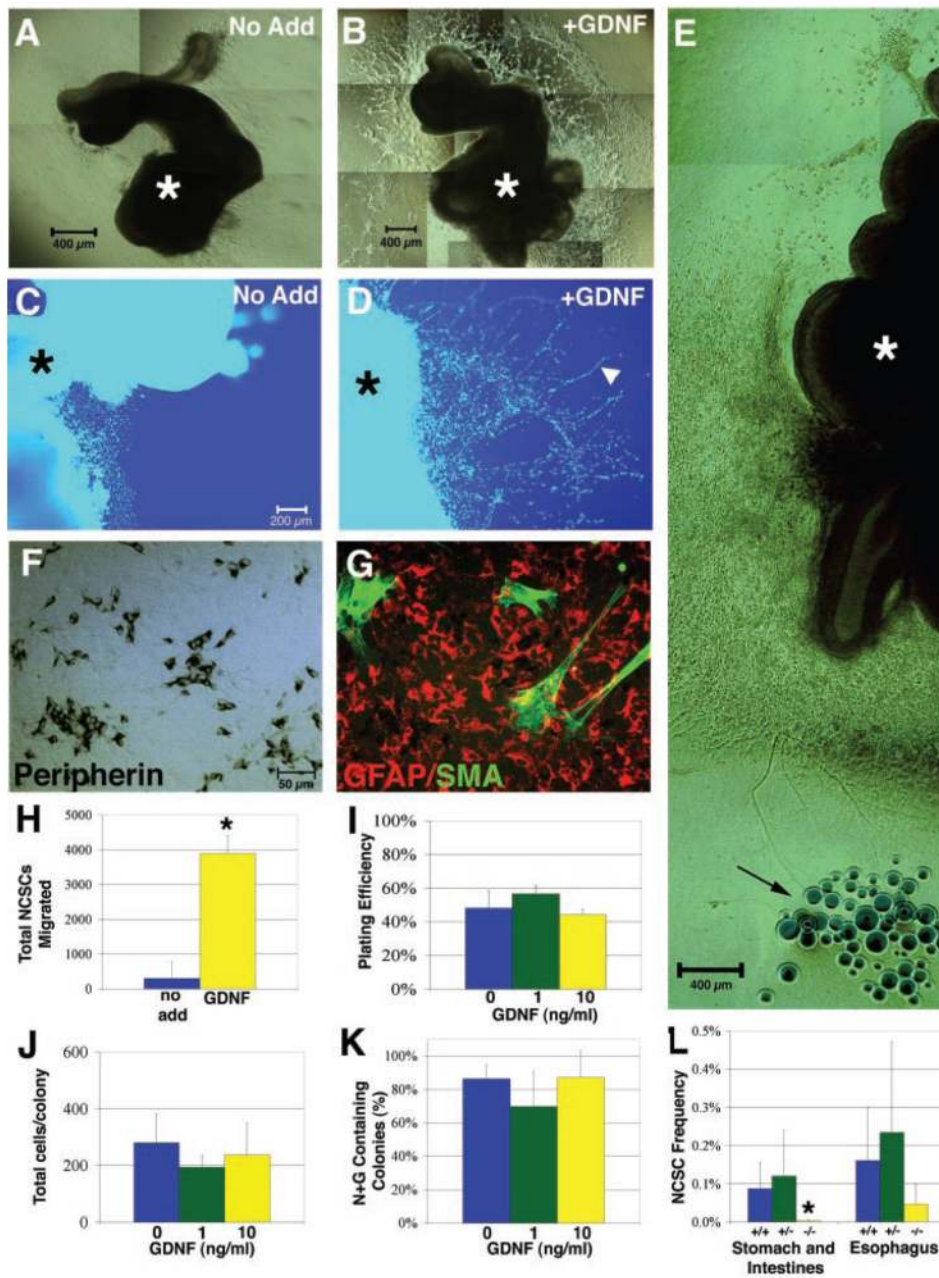 A No Add
400 µm
B +GDNF
400 µm
C No Add
200 µm
D +GDNF
E
400 µm
F
Peripherin
50 µm
G
GFAP/SMA
H
Total NCSCs
Migrated
5000
4000
3000
2000
1000
0
no
add
GDNF
*
I
Plating Efficiency
100%
80%
60%
40%
20%
0%
0 1 10
GDNF (ng/ml)
J
Total cells/colony
600
400
200
0
0 1 10
GDNF (ng/ml)
K
N+G Containing
Colonies (%)
100%
80%
60%
40%
20%
0%
0 1 10
GDNF (ng/ml)
L
NCSC Frequency
0.5%
0.4%
0.3%
0.2%
0.1%
0.0%
*
+/+ +/- -/- +/+ +/- -/-
Stomach and
Intestines
Esophagus